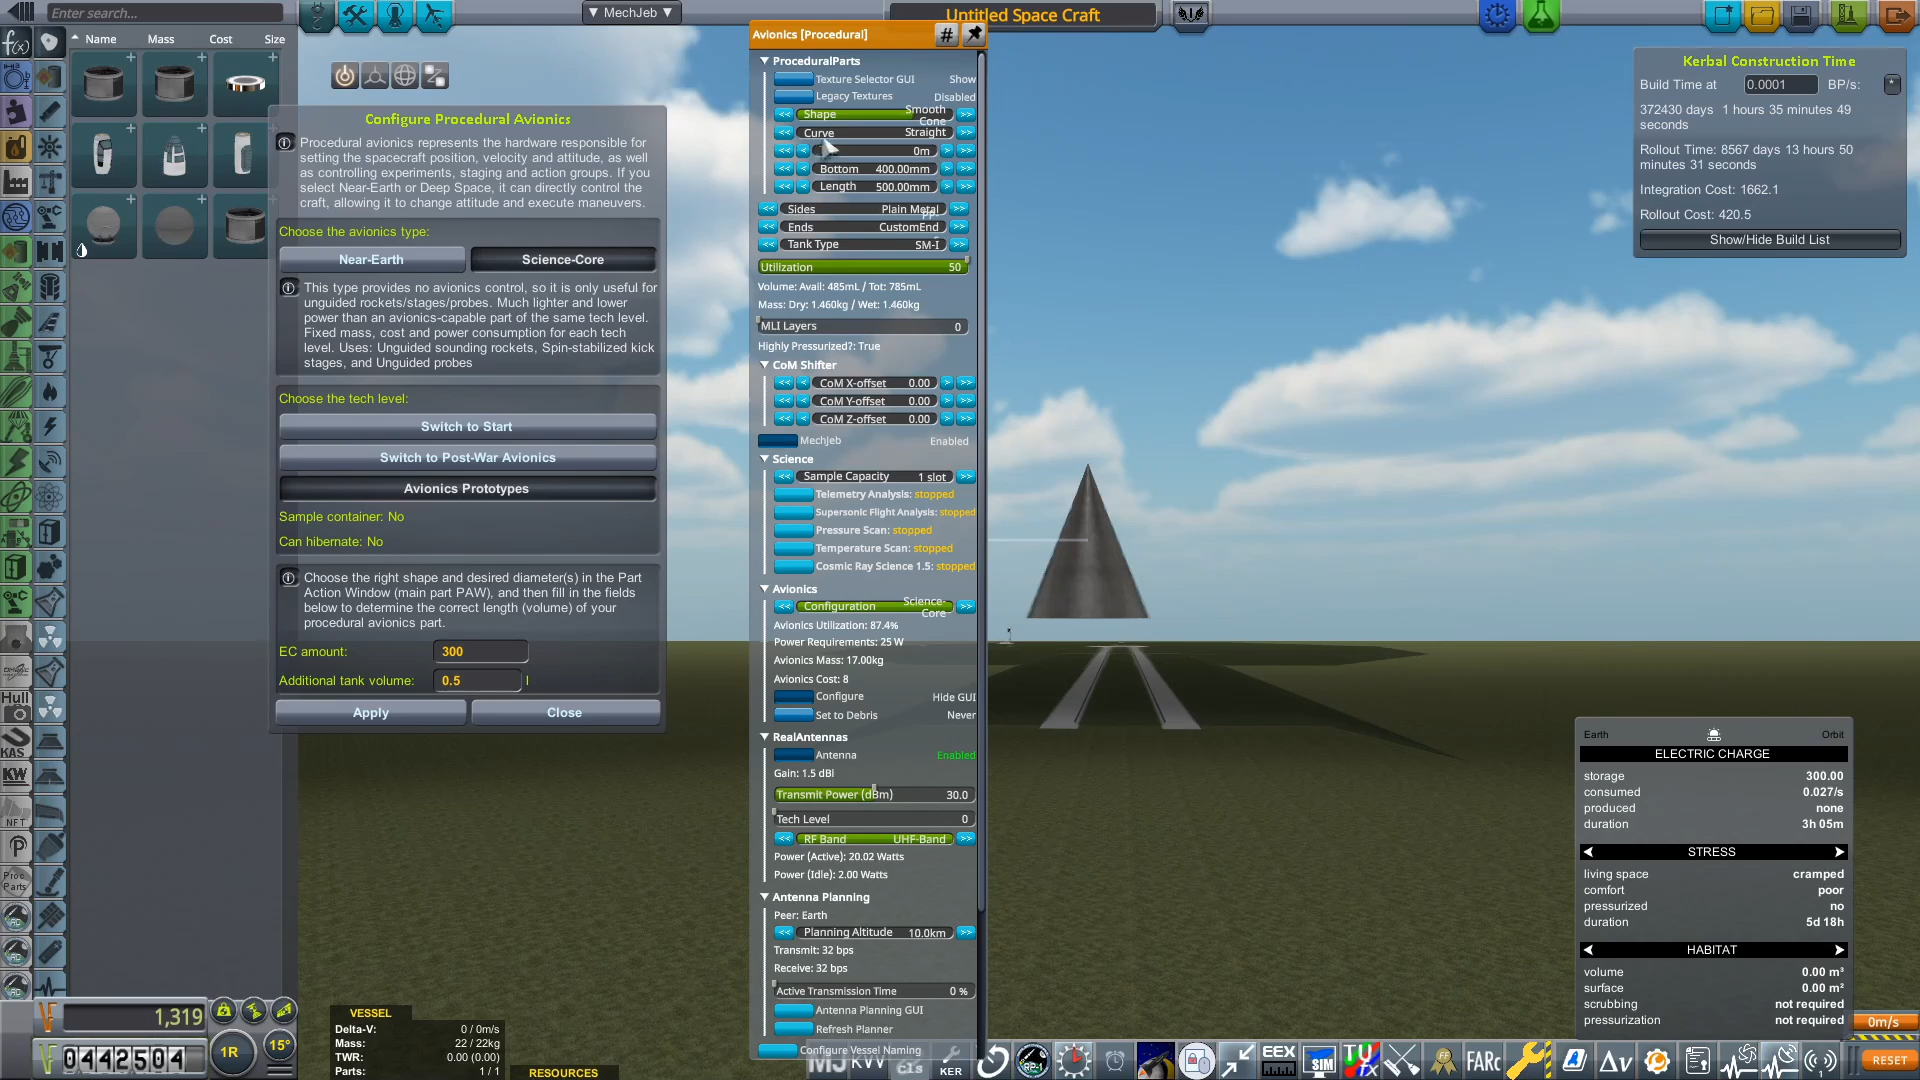 Enter search...
▼ MechJeb ▼
Untitled Space Craft
Name Mass Cost Size
Configure Procedural Avionics
Procedural avionics represents the hardware responsible for
setting the spacecraft position, velocity and attitude, as well
as controlling experiments, staging and action groups. If you
select Near-Earth or Deep Space, it can directly control the
craft, allowing it to change attitude and execute maneuvers.
Choose the avionics type:
Near-Earth Science-Core
This type provides no avionics control, so it is only useful for
unguided rockets/stages/probes. Much lighter and lower
power than an avionics-capable part of the same tech level.
Fixed mass, cost and power consumption for each tech
level. Uses: Unguided sounding rockets, Spin-stabilized kick
stages, and Unguided probes
Choose the tech level:
Switch to Start
Switch to Post-War Avionics
Avionics Prototypes
Sample container: No
Can hibernate: No
Choose the right shape and desired diameter(s) in the Part
Action Window (main part PAW), and then fill in the fields
below to determine the correct length (volume) of your
procedural avionics part.
EC amount: 300
Additional tank volume: 0.5 l
Apply Close
Avionics [Procedural] #
ProceduralParts
Texture Selector GUI Show
Legacy Textures Disabled
Shape Smooth Cone
Curve Straight
0m
Bottom 400.00mm
Length 500.00mm
Sides Plain Metal
Ends CustomEnd
Tank Type SM-I
Utilization 50
Volume: Avail: 485mL / Tot: 785mL
Mass: Dry: 1.460kg / Wet: 1.460kg
MLI Layers 0
Highly Pressurized?: True
CoM Shifter
CoM X-offset 0.00
CoM Y-offset 0.00
CoM Z-offset 0.00
MechJeb Enabled
Science
Sample Capacity 1 slot
Telemetry Analysis: stopped
Supersonic Flight Analysis: stopped
Pressure Scan: stopped
Temperature Scan: stopped
Cosmic Ray Science 1.5: stopped
Avionics
Configuration Science-Core
Avionics Utilization: 87.4%
Power Requirements: 25 W
Avionics Mass: 17.00kg
Avionics Cost: 8
Configure Hide GUI
Set to Debris Never
RealAntennas
Antenna Enabled
Gain: 1.5 dBi
Transmit Power (dBm) 30.0
Tech Level 0
RF Band UHF-Band
Power (Active): 20.02 Watts
Power (Idle): 2.00 Watts
Antenna Planning
Peer: Earth
Planning Altitude 10.0km
Transmit: 32 bps
Receive: 32 bps
Active Transmission Time 0 %
Antenna Planning GUI
Refresh Planner
Configure Vessel Naming
Kerbal Construction Time
Build Time at 0.0001 BP/s: *
372430 days 1 hours 35 minutes 49
seconds
Rollout Time: 8567 days 13 hours 50
minutes 31 seconds
Integration Cost: 1662.1
Rollout Cost: 420.5
Show/Hide Build List
Earth Orbit
ELECTRIC CHARGE
storage 300.00
consumed 0.027/s
produced none
duration 3h 05m
STRESS
living space cramped
comfort poor
pressurized no
duration 5d 18h
HABITAT
volume 0.00 m³
surface 0.00 m²
scrubbing not required
pressurization not required
0m/s
f(x)
Hull
KAS
KW
NFT
Proc Parts
1,319
0442504
1R
15°
VESSEL
Delta-V: 0 / 0m/s
Mass: 22 / 22kg
TWR: 0.00 (0.00)
Parts: 1 / 1
RESOURCES
MJ KW cls KER RP-1 EEX SIM TU fx FARc Δv RESET